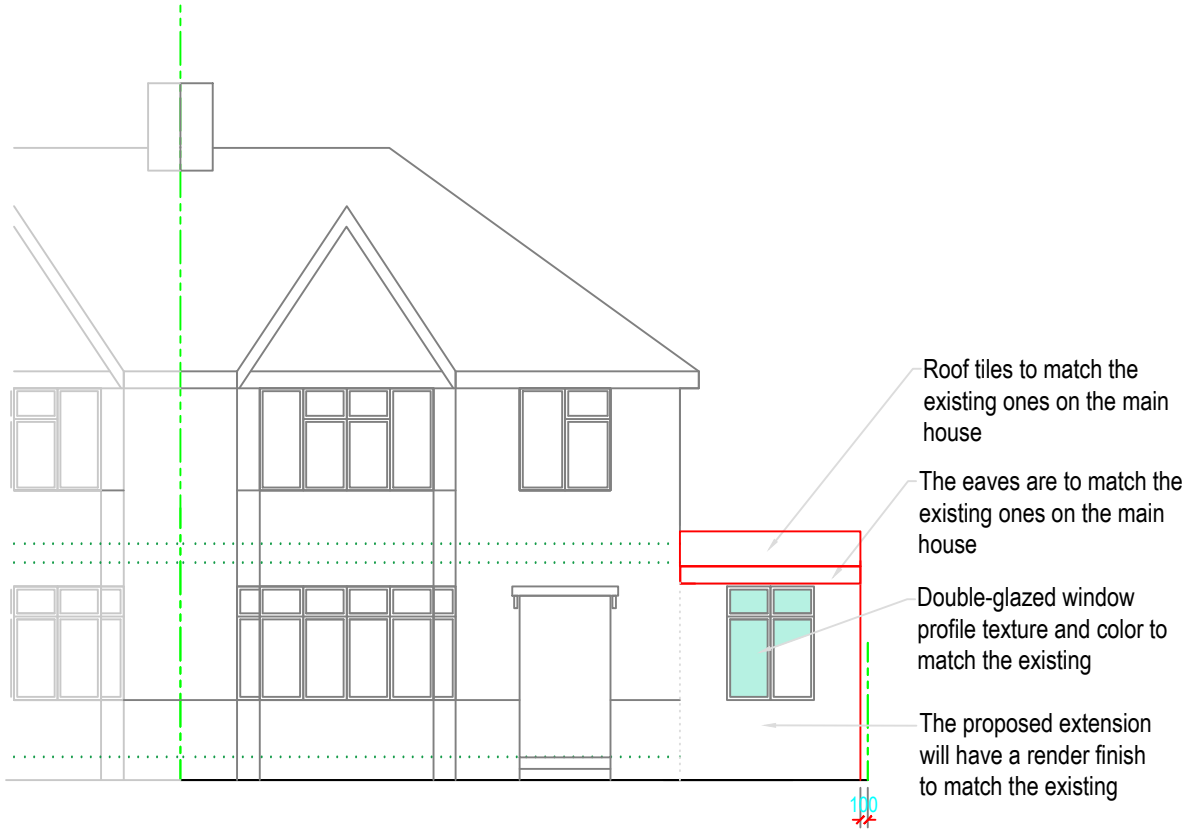 Roof tiles to match the
existing ones on the main
house
The eaves are to match the
existing ones on the main
house
Double-glazed window
profile texture and color to
match the existing
The proposed extension
will have a render finish
to match the existing
100